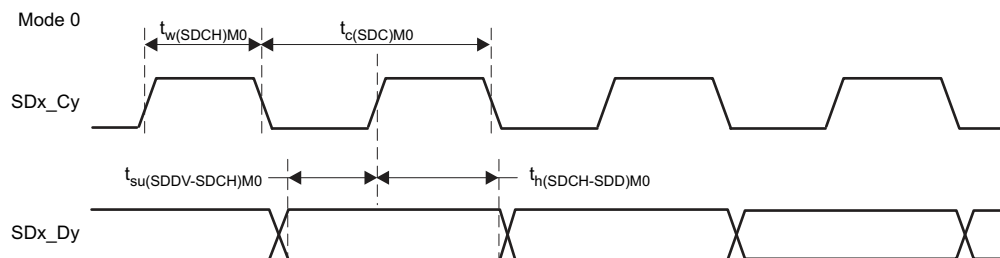 Mode 0
tw(SDCH)M0
tc(SDC)M0
SDx_Cy
tsu(SDDV-SDCH)M0
th(SDCH-SDD)M0
SDx_Dy